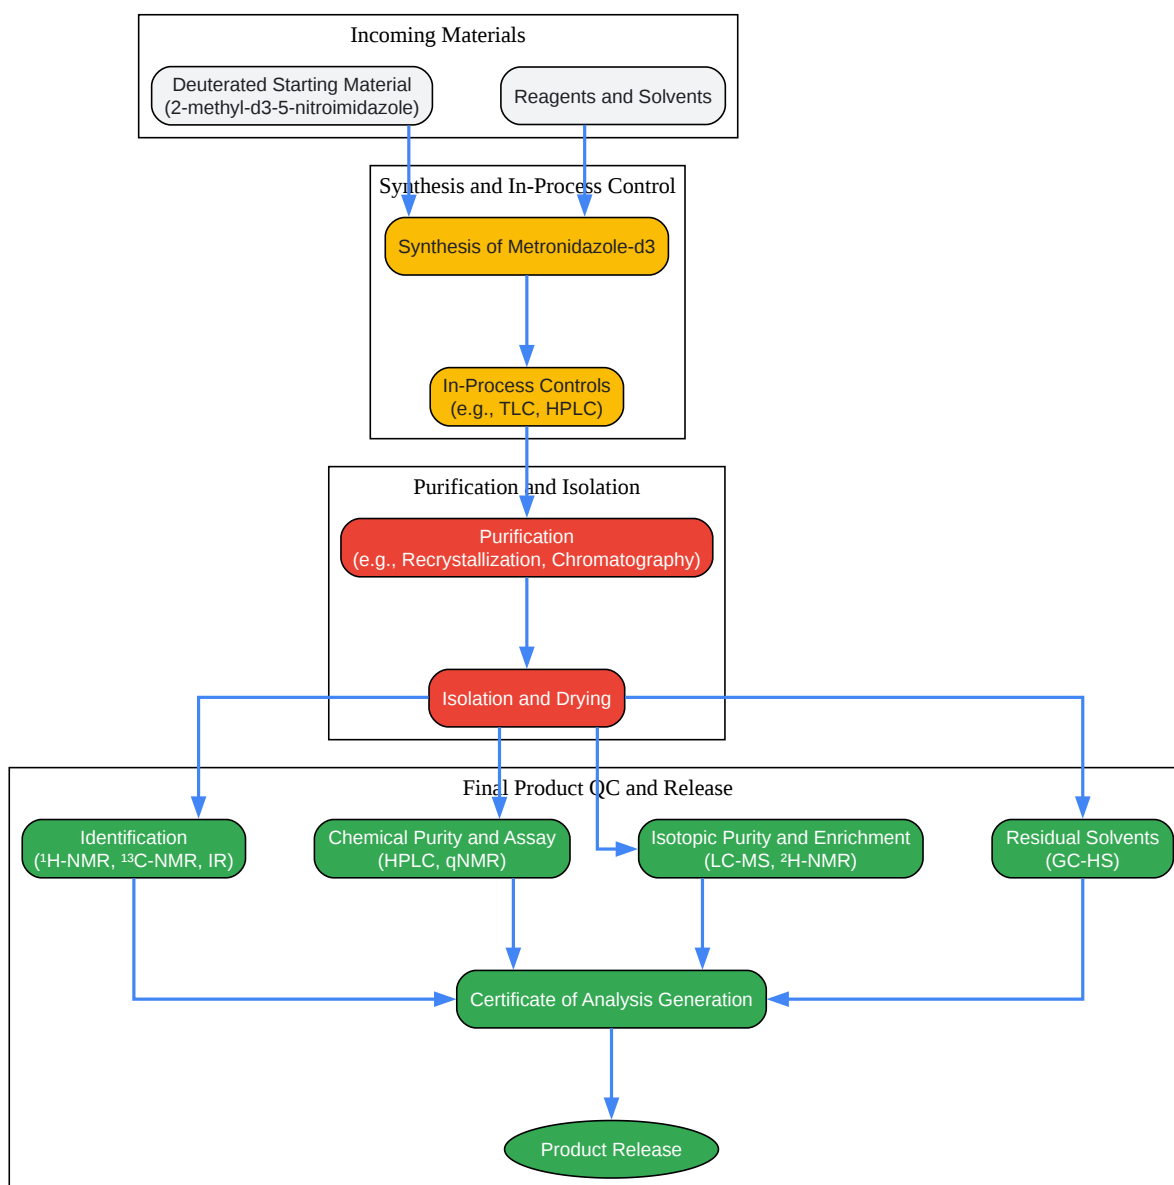 Incoming Materials
Deuterated Starting Material
(2-methyl-d3-5-nitroimidazole)
Reagents and Solvents
Synthesis and In-Process Control
Synthesis of Metronidazole-d3
In-Process Controls
(e.g., TLC, HPLC)
Purification and Isolation
Purification
(e.g., Recrystallization, Chromatography)
Isolation and Drying
Final Product QC and Release
Identification
(¹H-NMR, ¹³C-NMR, IR)
Chemical Purity and Assay
(HPLC, qNMR)
Isotopic Purity and Enrichment
(LC-MS, ²H-NMR)
Residual Solvents
(GC-HS)
Certificate of Analysis Generation
Product Release